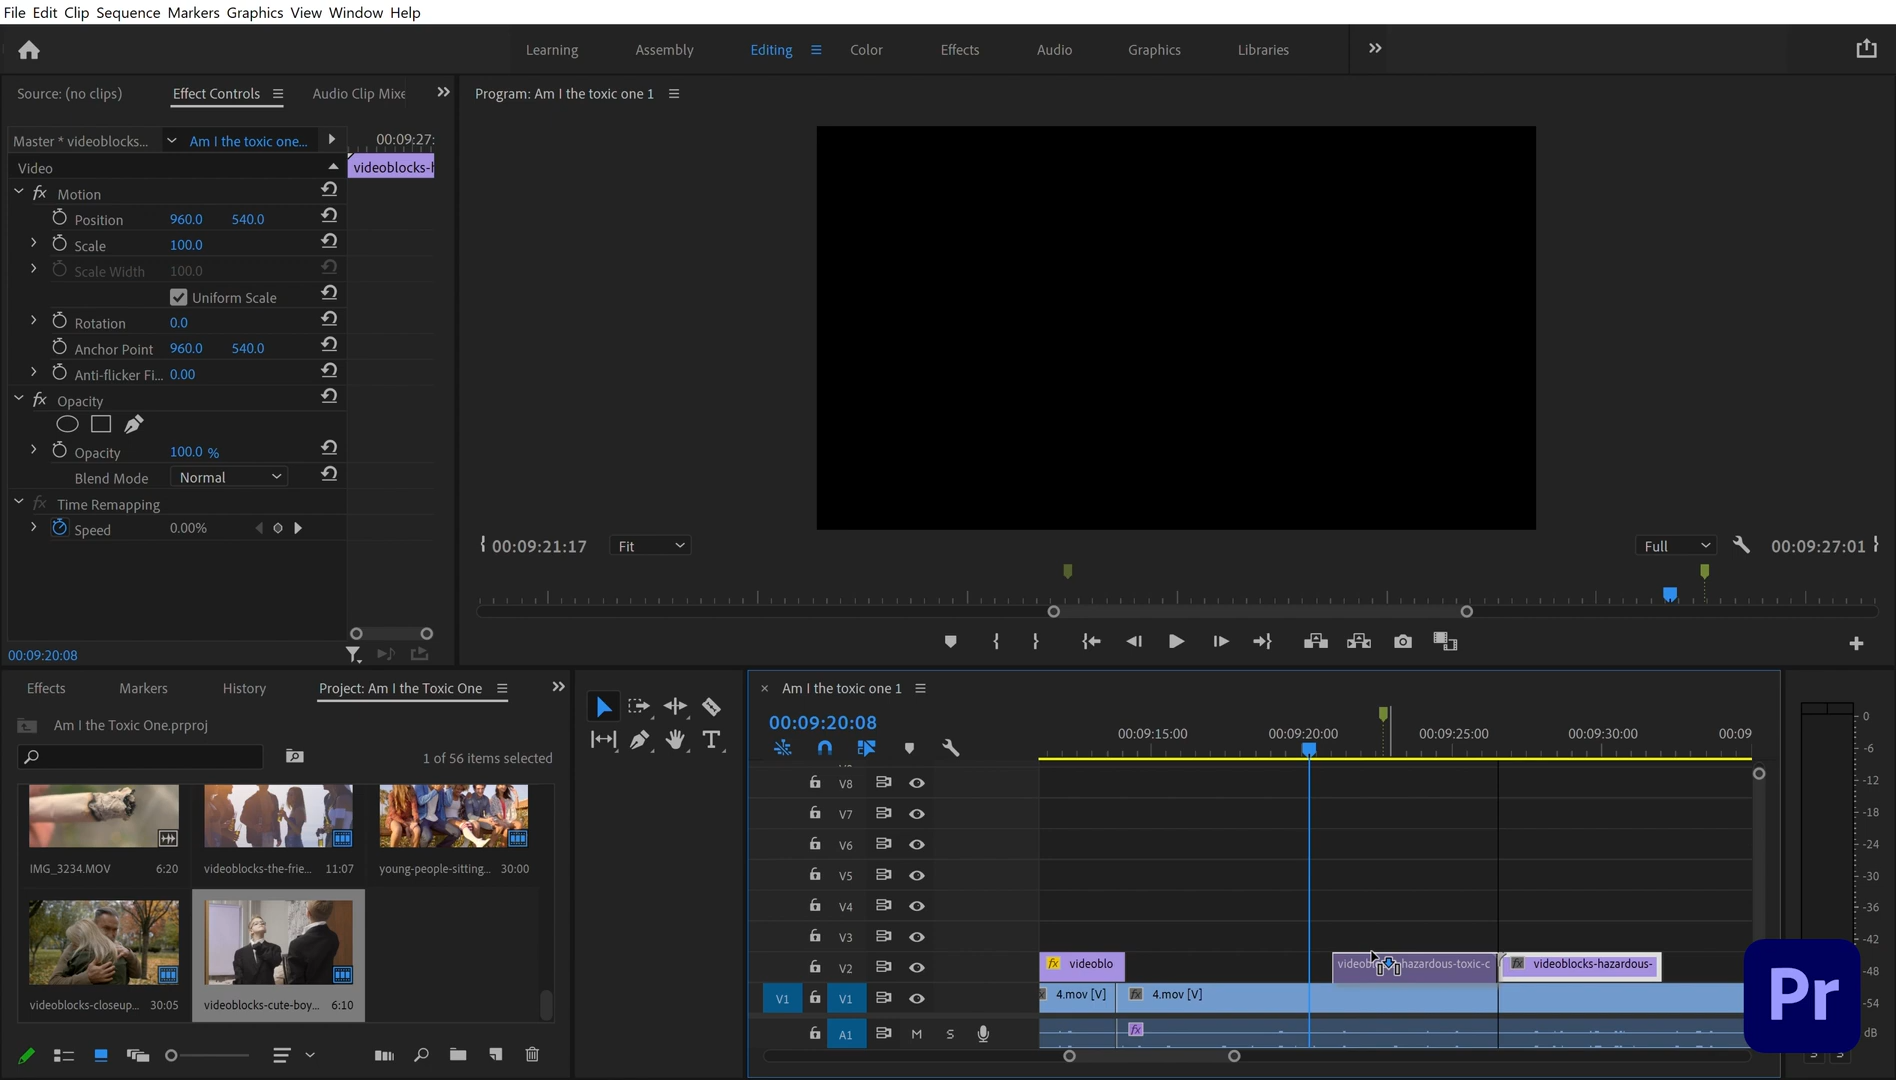 File Edit Clip Sequence Markers Graphics View Window Help
Learning Assembly Editing Color Effects Audio Graphics Libraries
Source: (no clips) Effect Controls Audio Clip Mixe
Program: Am I the toxic one 1
Master * videoblocks... Am I the toxic one... 00:09:27:
Video videoblocks-h
fx Motion
Position 960.0 540.0
Scale 100.0
Scale Width 100.0
Uniform Scale
Rotation 0.0
Anchor Point 960.0 540.0
Anti-flicker Fi... 0.00
fx Opacity
Opacity 100.0 %
Blend Mode Normal
fx Time Remapping
Speed 0.00%
00:09:20:08
00:09:21:17 Fit Full 00:09:27:01
Effects Markers History Project: Am I the Toxic One
Am I the Toxic One.prproj
1 of 56 items selected
IMG_3234.MOV 6:20 videoblocks-the-frie... 11:07 young-people-sitting... 30:00
videoblocks-closeup... 30:05 videoblocks-cute-boy... 6:10
T
× Am I the toxic one 1
00:09:20:08
00:09:15:00 00:09:20:00 00:09:25:00 00:09:30:00 00:09
V8
V7
V6
V5
V4
V3
V2 fx videoblo hazardous-toxic-c fx videoblocks-hazardous-
V1 V1 4.mov [V] fx 4.mov [V]
A1 M S fx
0
-6
-12
-18
-24
-30
-36
-42
-48
-54
dB
S S
Pr